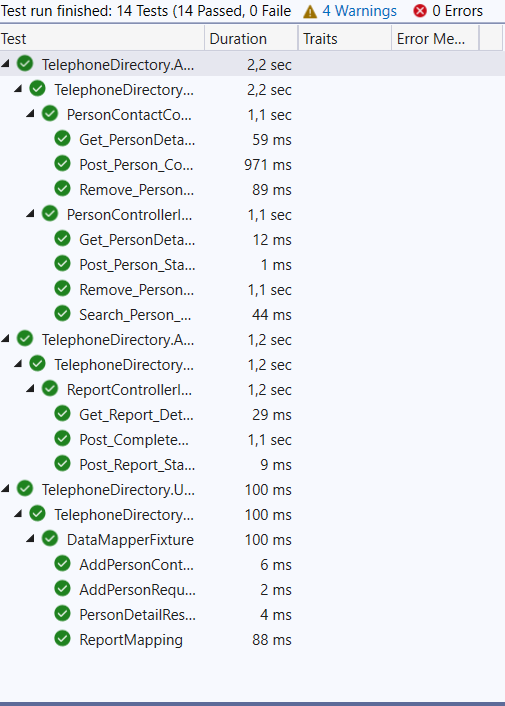 Test run finished: 14 Tests (14 Passed, 0 Faile 4 Warnings 0 Errors
Test Duration Traits Error Me...
TelephoneDirectory.A... 2,2 sec
TelephoneDirectory... 2,2 sec
PersonContactCo... 1,1 sec
Get_PersonDeta... 59 ms
Post_Person_Co... 971 ms
Remove_Person... 89 ms
PersonControllerI... 1,1 sec
Get_PersonDeta... 12 ms
Post_Person_Sta... 1 ms
Remove_Person... 1,1 sec
Search_Person_... 44 ms
TelephoneDirectory.A... 1,2 sec
TelephoneDirectory... 1,2 sec
ReportControllerI... 1,2 sec
Get_Report_Det... 29 ms
Post_Complete... 1,1 sec
Post_Report_Sta... 9 ms
TelephoneDirectory.U... 100 ms
TelephoneDirectory... 100 ms
DataMapperFixture 100 ms
AddPersonCont... 6 ms
AddPersonRequ... 2 ms
PersonDetailRes... 4 ms
ReportMapping 88 ms